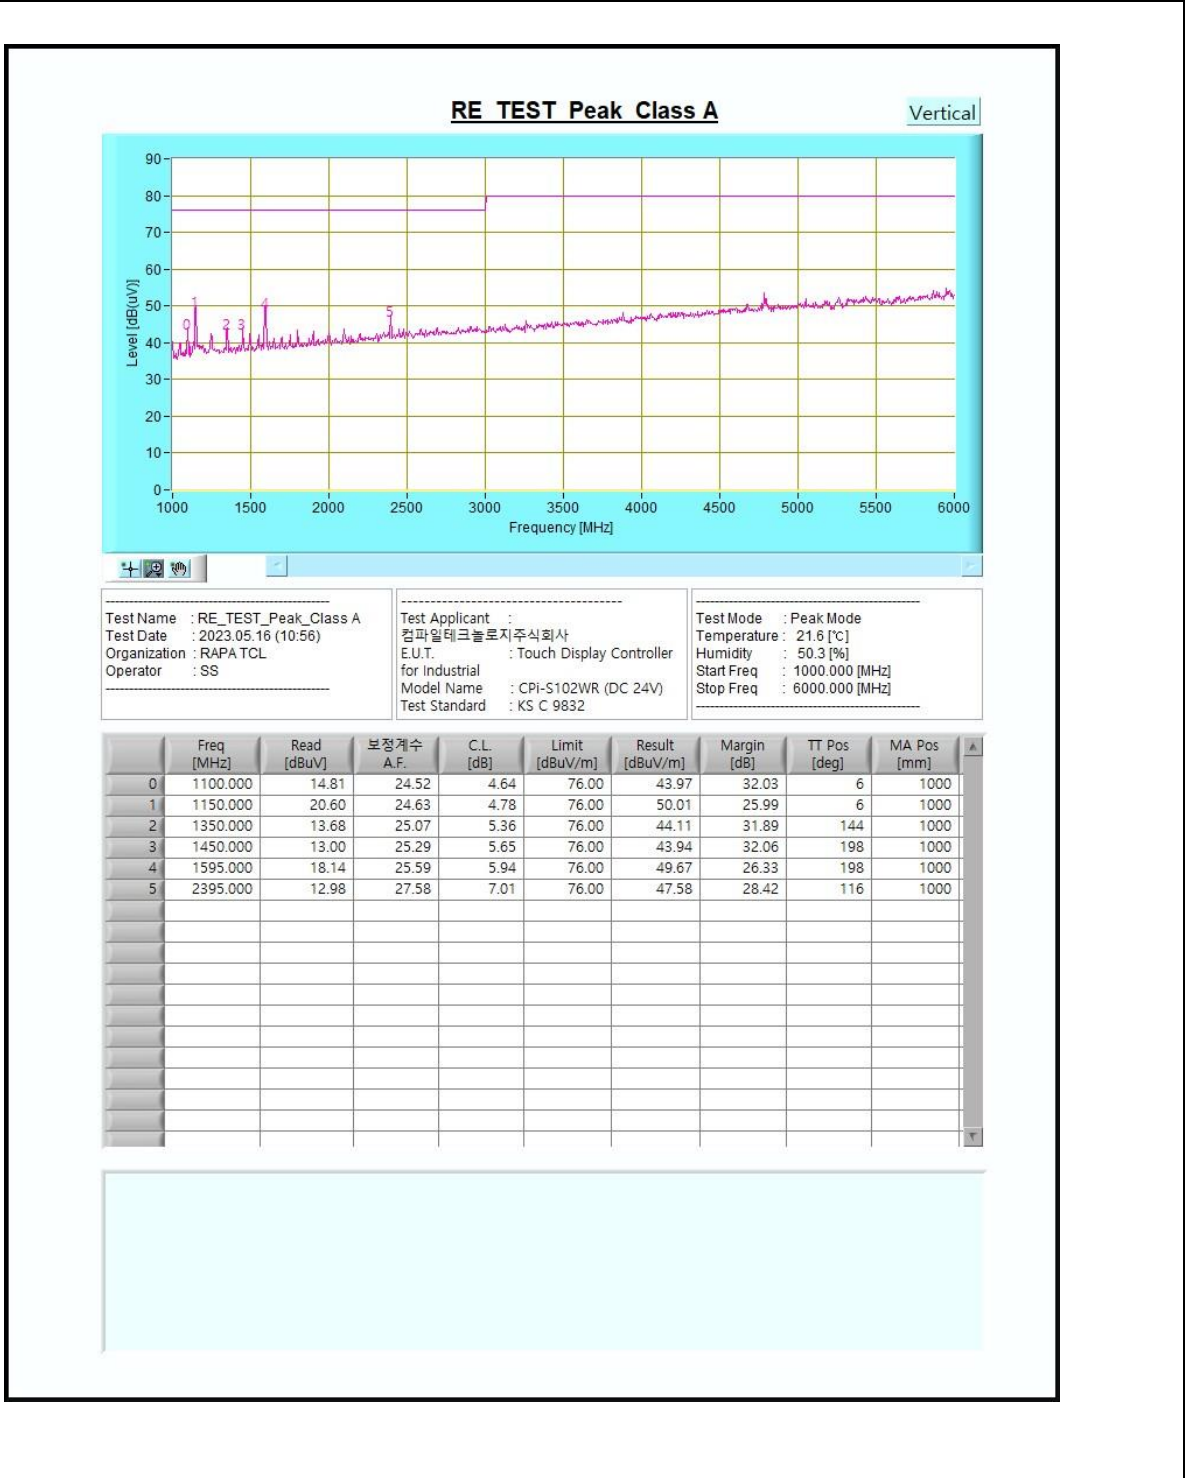 RE_TEST_Peak_Class A
Vertical
90
80
70
60
50
40
30
20
10
0
Level [dB(uV)]
0
1
2
3
4
5
1000 1500 2000 2500 3000 3500 4000 4500 5000 5500 6000
Frequency [MHz]
Test Name : RE_TEST_Peak_Class A
Test Date : 2023.05.16 (10:56)
Organization : RAPA TCL
Operator : SS
Test Applicant :
컴파일테크놀로지주식회사
E.U.T. : Touch Display Controller
for Industrial
Model Name : CPi-S102WR (DC 24V)
Test Standard : KS C 9832
Test Mode : Peak Mode
Temperature : 21.6 [℃]
Humidity : 50.3 [%]
Start Freq : 1000.000 [MHz]
Stop Freq : 6000.000 [MHz]
Freq [MHz] Read [dBuV] 보정계수 A.F. C.L. [dB] Limit [dBuV/m] Result [dBuV/m] Margin [dB] TT Pos [deg] MA Pos [mm]
0 1100.000 14.81 24.52 4.64 76.00 43.97 32.03 6 1000
1 1150.000 20.60 24.63 4.78 76.00 50.01 25.99 6 1000
2 1350.000 13.68 25.07 5.36 76.00 44.11 31.89 144 1000
3 1450.000 13.00 25.29 5.65 76.00 43.94 32.06 198 1000
4 1595.000 18.14 25.59 5.94 76.00 49.67 26.33 198 1000
5 2395.000 12.98 27.58 7.01 76.00 47.58 28.42 116 1000